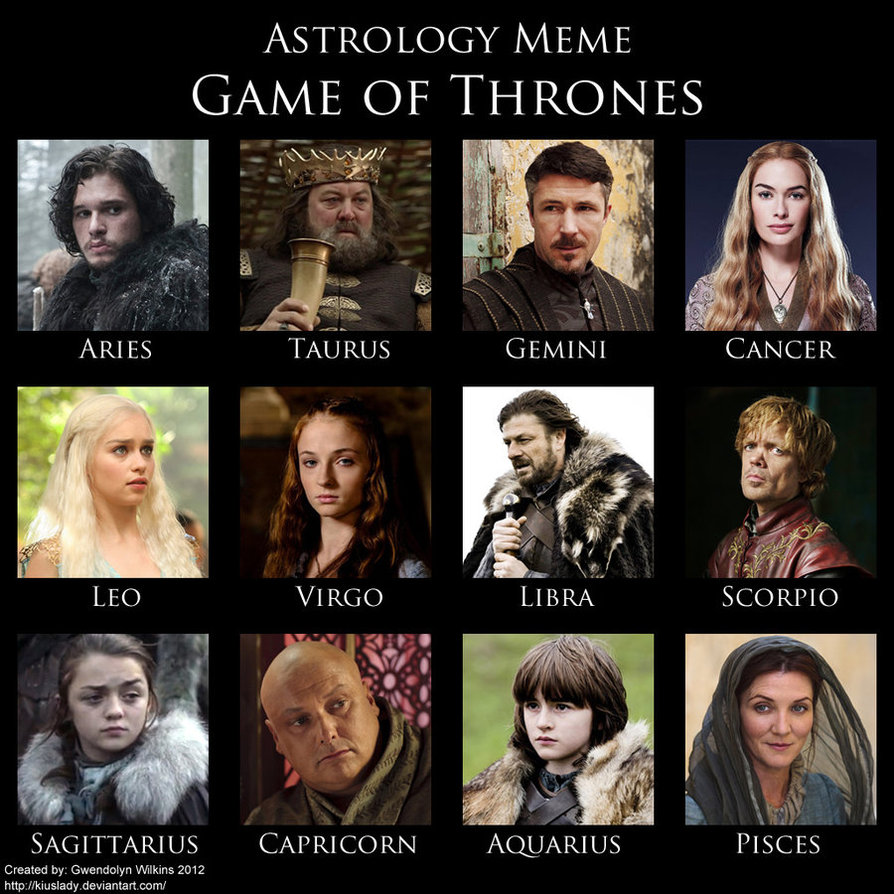 Astrology Meme
Game of Thrones
Aries Taurus Gemini Cancer
Leo Virgo Libra Scorpio
Sagittarius Capricorn Aquarius Pisces
Created by: Gwendolyn Wilkins 2012
http://kiuslady.deviantart.com/